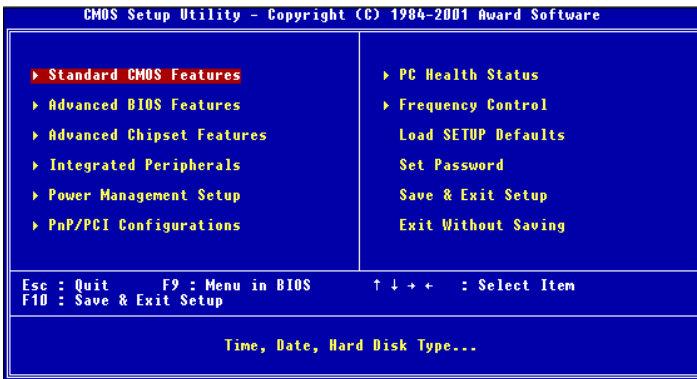 CMOS Setup Utility - Copyright (C) 1984-2001 Award Software
▸ Standard CMOS Features
▸ Advanced BIOS Features
▸ Advanced Chipset Features
▸ Integrated Peripherals
▸ Power Management Setup
▸ PnP/PCI Configurations
▸ PC Health Status
▸ Frequency Control
Load SETUP Defaults
Set Password
Save & Exit Setup
Exit Without Saving
Esc : Quit F9 : Menu in BIOS ↑ ↓ → ← : Select Item
F10 : Save & Exit Setup
Time, Date, Hard Disk Type...